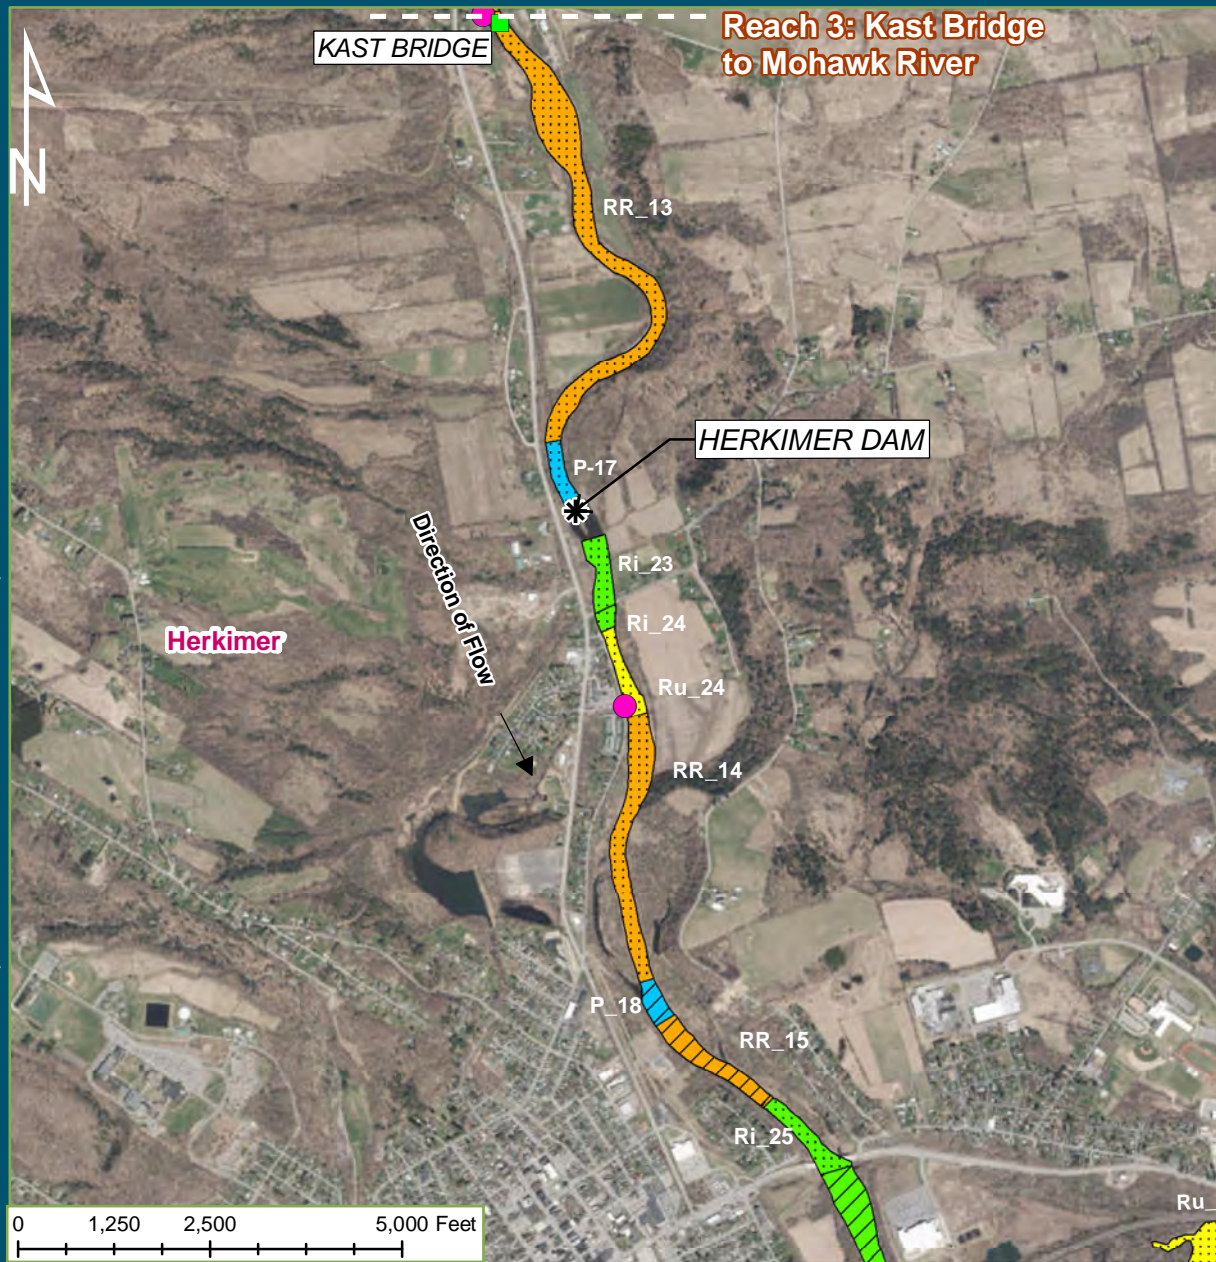 Reach 3: Kast Bridge
to Mohawk River
KAST BRIDGE
N
RR_13
HERKIMER DAM
P-17
Direction of Flow
Ri_23
Ri_24
Herkimer
Ru_24
RR_14
P_18
RR_15
Ri_25
Ru_
0 1,250 2,500 5,000 Feet